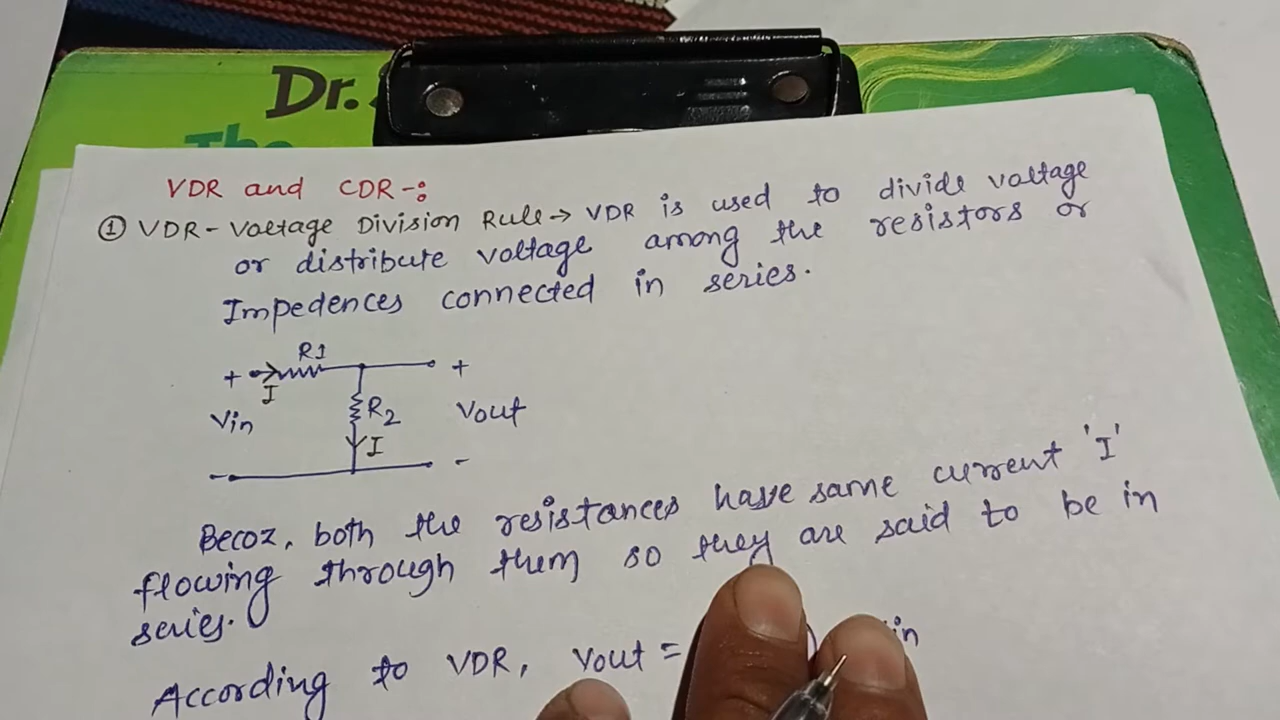 Dr.
The
VDR and CDR-:
① VDR - Voltage Division Rule → VDR is used to divide voltage
or distribute voltage among the resistors or
Impedences connected in series.
R1
+ +
I
Vin R2 Vout
I
- -
Becoz, both the resistances have same current 'I'
flowing through them so they are said to be in
series.
According to VDR, Vout =